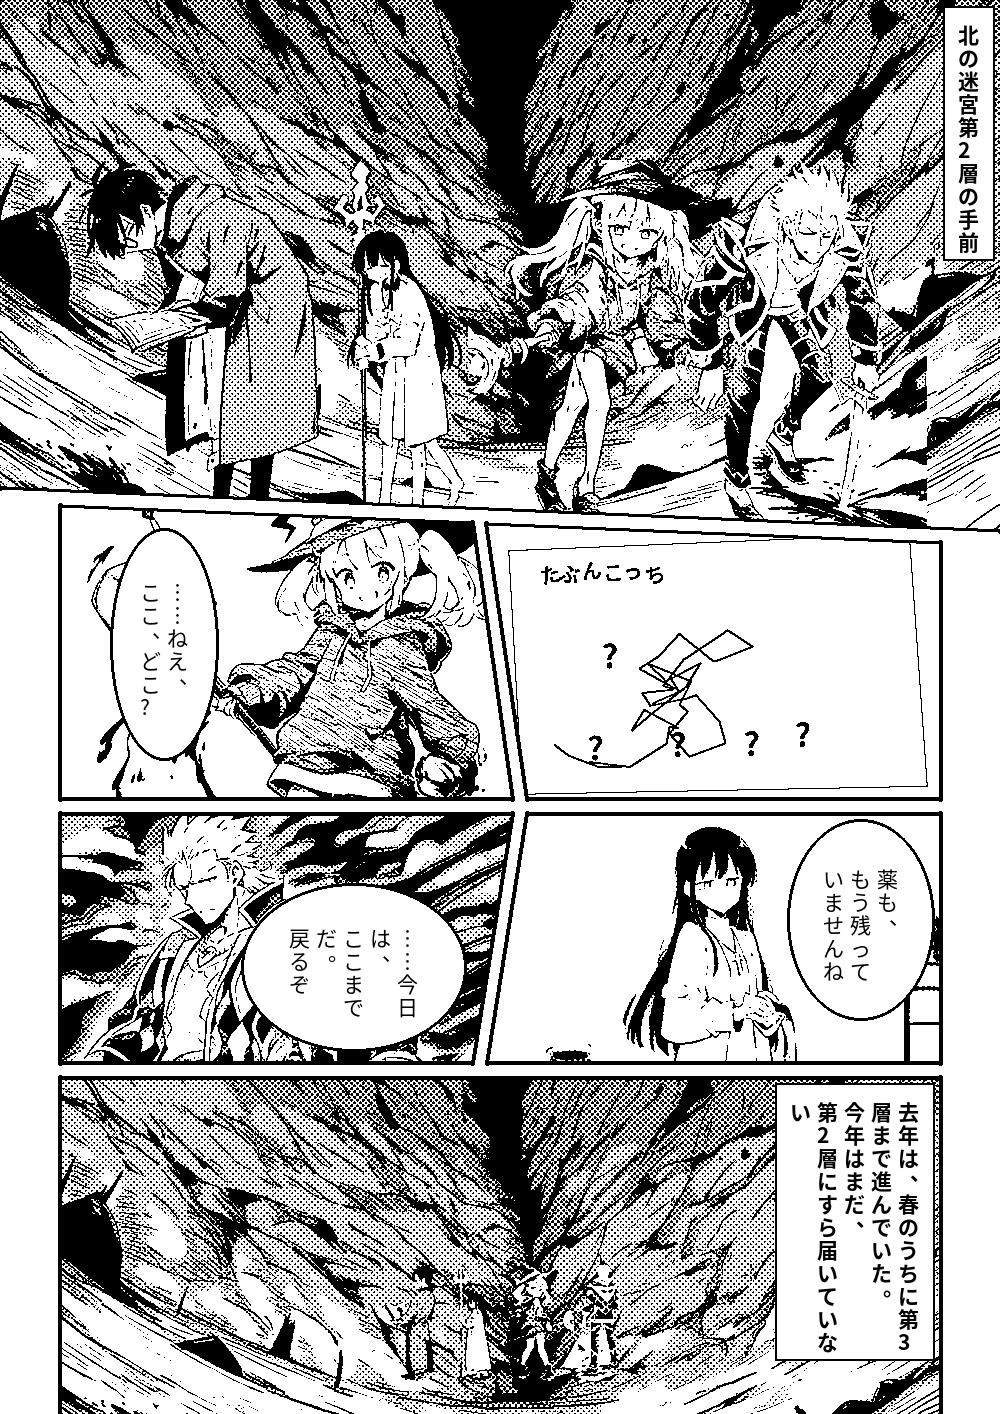 北の迷宮第2層の手前
たぶんこっち
?
?
?
?
?
……ねえ、
ここ、どこ?
薬も、
もう残って
いませんね
……今日
は、
ここまで
だ。
戻るぞ
去年は、春のうちに第3
層まで進んでいた。
今年はまだ、
第2層にすら届いていな
い